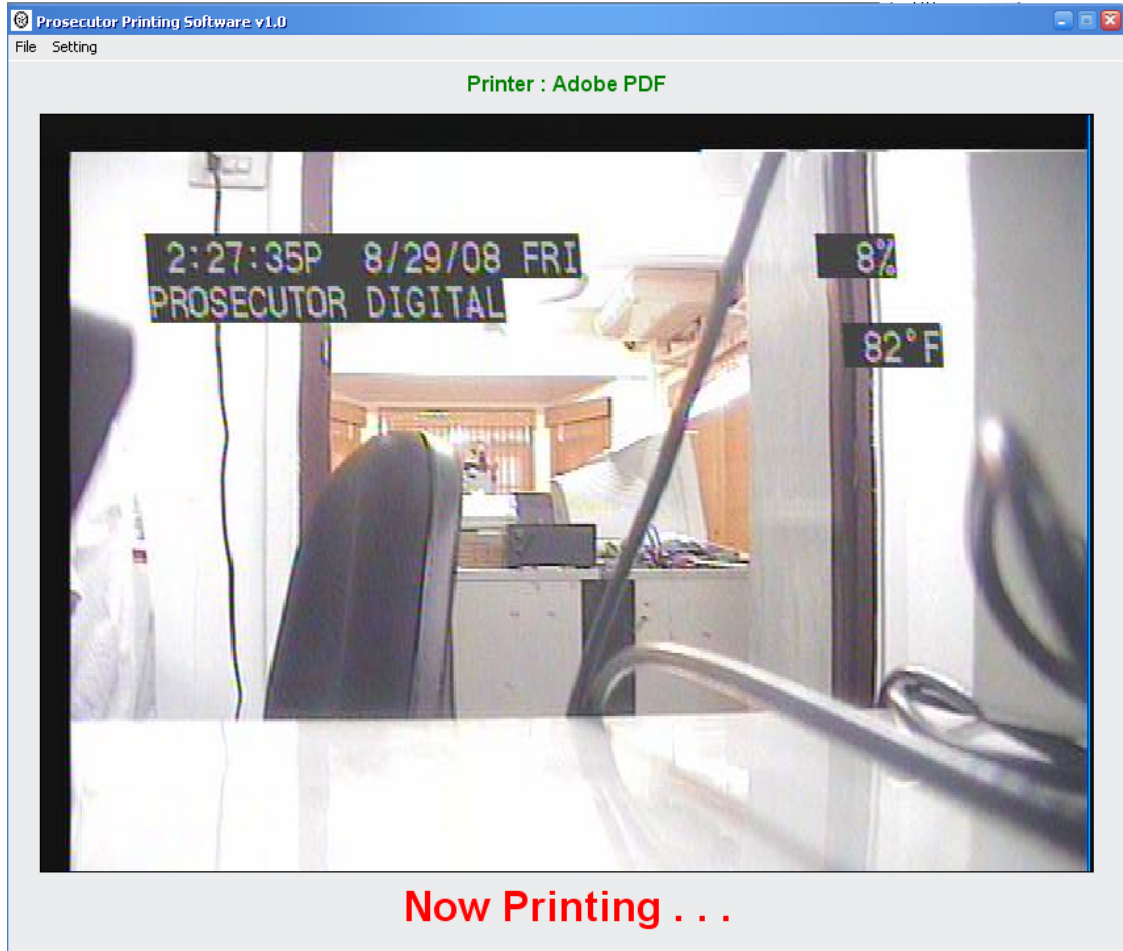 Prosecutor Printing Software v1.0
File Setting
Printer : Adobe PDF
2:27:35P 8/29/08 FRI 8%
PROSECUTOR DIGITAL
82°F
Now Printing . . .